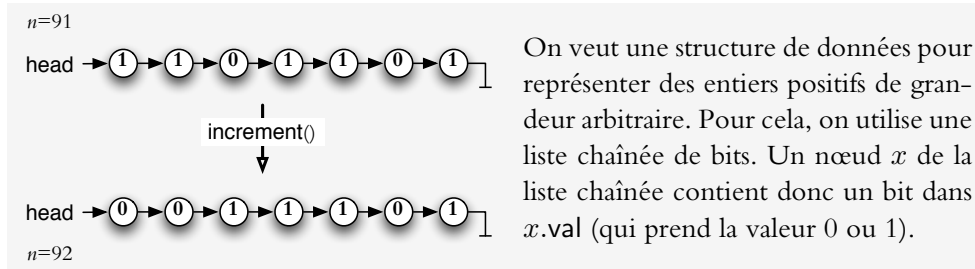 n=91
head 1 1 0 1 1 0 1
increment()
head 0 0 1 1 1 0 1
n=92
On veut une structure de données pour
représenter des entiers positifs de gran-
deur arbitraire. Pour cela, on utilise une
liste chaînée de bits. Un nœud x de la
liste chaînée contient donc un bit dans
x.val (qui prend la valeur 0 ou 1).